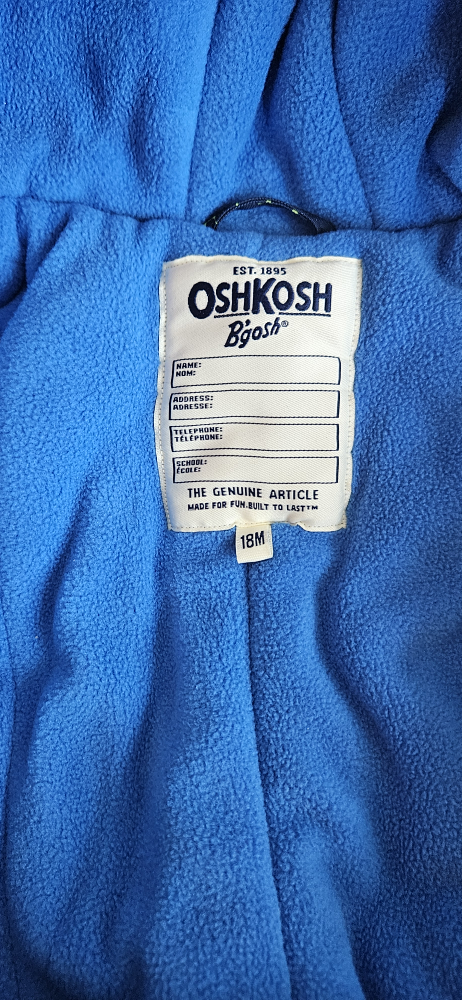 EST. 1895
OSHKOSH
B'gosh®
NAME:
NOM:
ADDRESS:
ADRESSE:
TELEPHONE:
TÉLÉPHONE:
SCHOOL:
ÉCOLE:
THE GENUINE ARTICLE
MADE FOR FUN.BUILT TO LAST™
18M